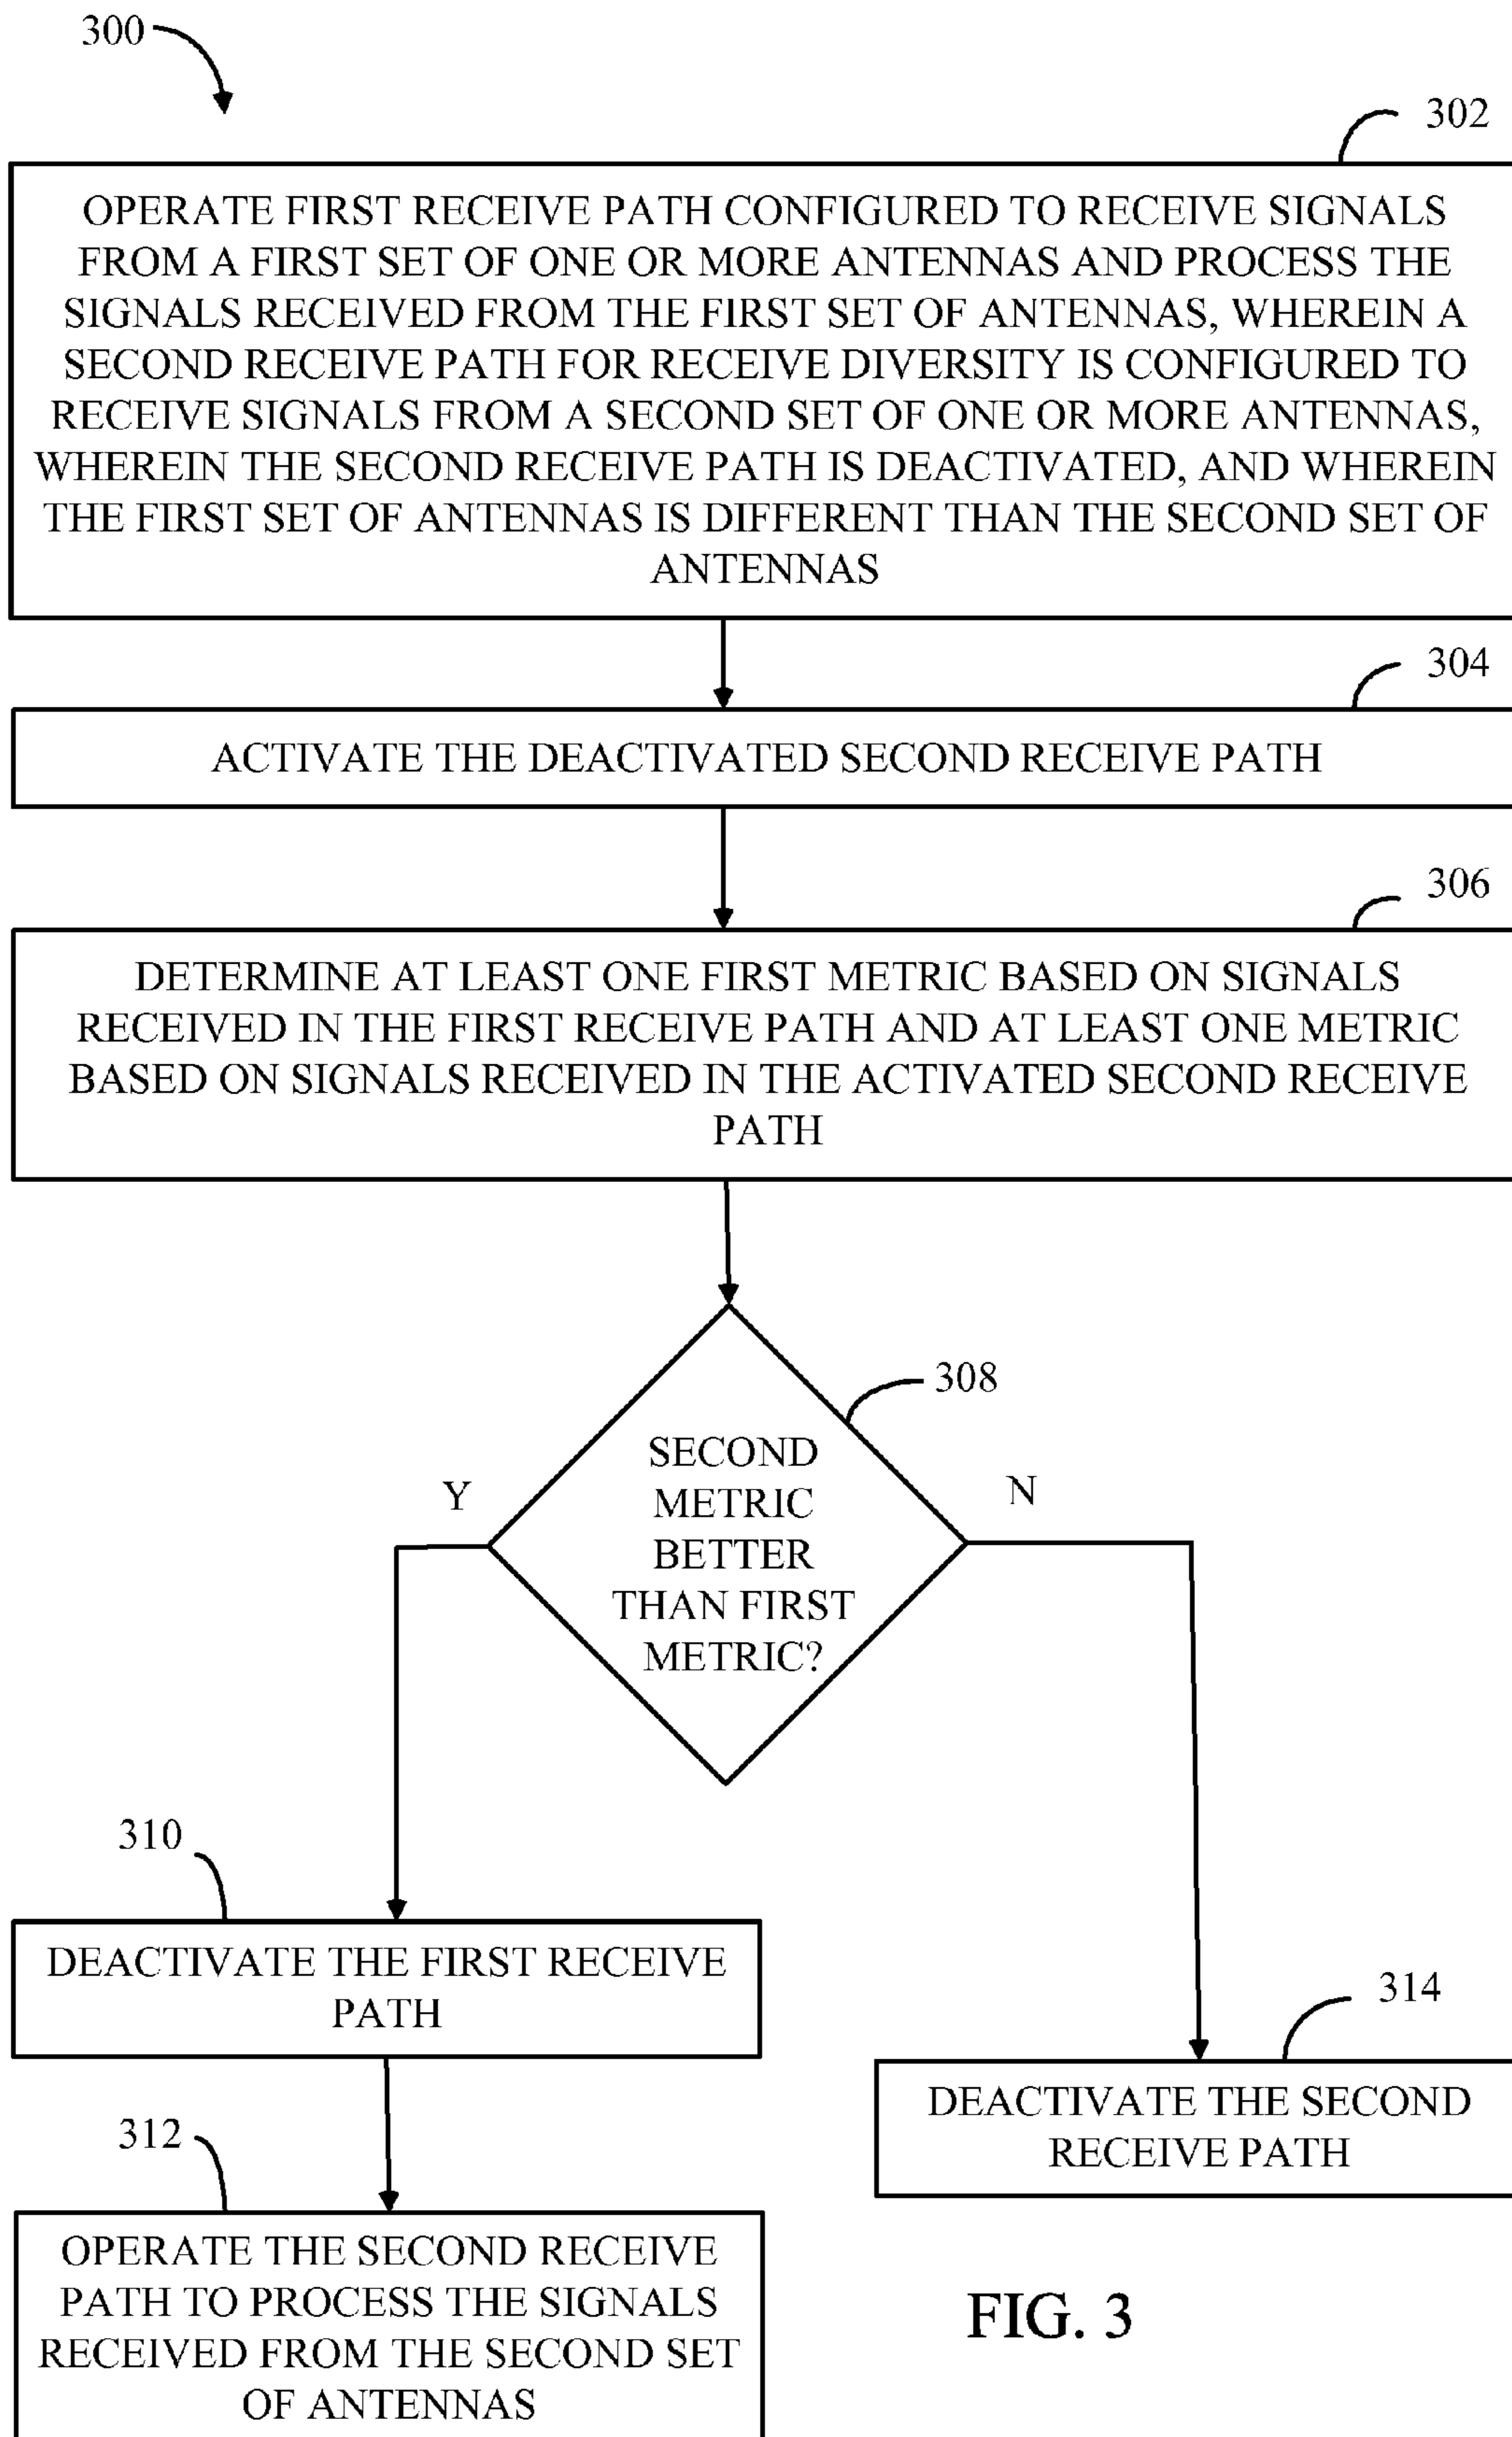 300
302
OPERATE FIRST RECEIVE PATH CONFIGURED TO RECEIVE SIGNALS
FROM A FIRST SET OF ONE OR MORE ANTENNAS AND PROCESS THE
SIGNALS RECEIVED FROM THE FIRST SET OF ANTENNAS, WHEREIN A
SECOND RECEIVE PATH FOR RECEIVE DIVERSITY IS CONFIGURED TO
RECEIVE SIGNALS FROM A SECOND SET OF ONE OR MORE ANTENNAS,
WHEREIN THE SECOND RECEIVE PATH IS DEACTIVATED, AND WHEREIN
THE FIRST SET OF ANTENNAS IS DIFFERENT THAN THE SECOND SET OF
ANTENNAS
304
ACTIVATE THE DEACTIVATED SECOND RECEIVE PATH
306
DETERMINE AT LEAST ONE FIRST METRIC BASED ON SIGNALS
RECEIVED IN THE FIRST RECEIVE PATH AND AT LEAST ONE METRIC
BASED ON SIGNALS RECEIVED IN THE ACTIVATED SECOND RECEIVE
PATH
308
SECOND
METRIC
BETTER
THAN FIRST
METRIC?
Y
N
310
DEACTIVATE THE FIRST RECEIVE
PATH
314
DEACTIVATE THE SECOND
RECEIVE PATH
312
OPERATE THE SECOND RECEIVE
PATH TO PROCESS THE SIGNALS
RECEIVED FROM THE SECOND SET
OF ANTENNAS
FIG. 3